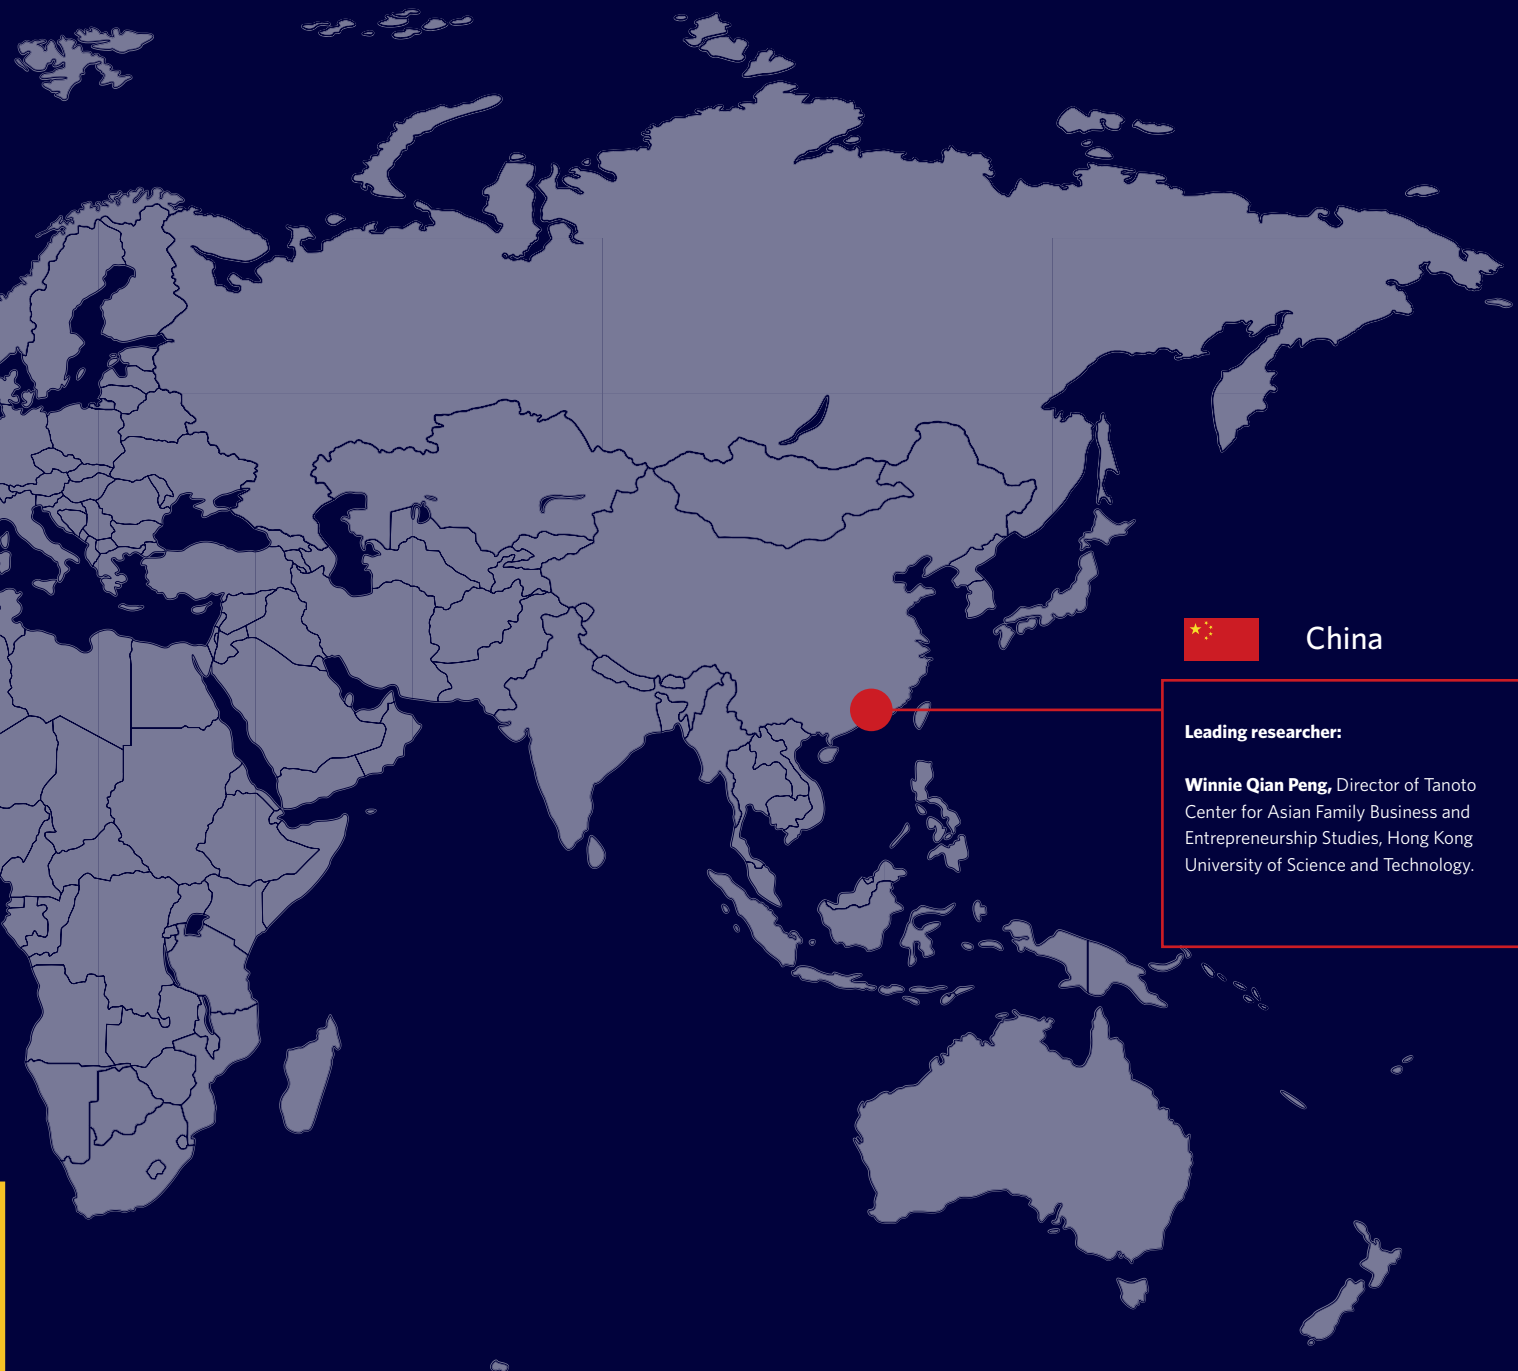 China
Leading researcher:
Winnie Qian Peng, Director of Tanoto
Center for Asian Family Business and
Entrepreneurship Studies, Hong Kong
University of Science and Technology.